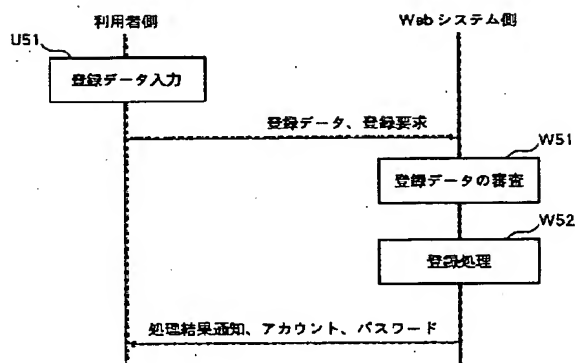 利用者側
Webシステム側
U51
登録データ入力
登録データ、登録要求
W51
登録データの審査
W52
登録処理
処理結果通知、アカウント、パスワード